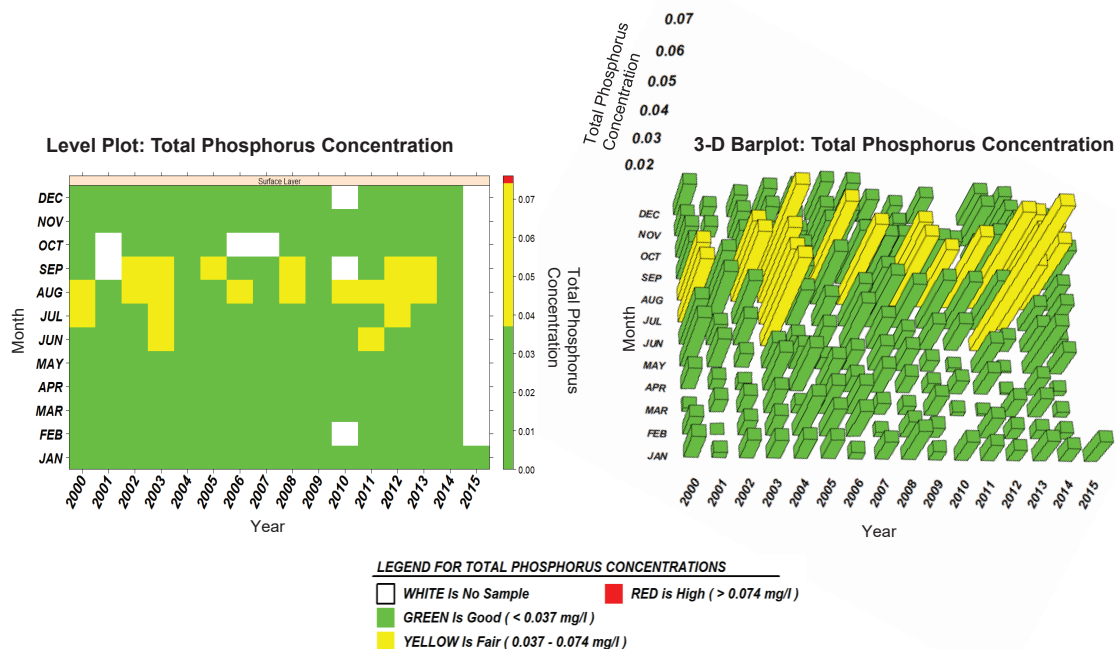 Level Plot: Total Phosphorus Concentration
Surface Layer
DEC
NOV
OCT
SEP
AUG
JUL
JUN
MAY
APR
MAR
FEB
JAN
Month
2000 2001 2002 2003 2004 2005 2006 2007 2008 2009 2010 2011 2012 2013 2014 2015
Year
0.07
0.06
0.05
0.04
0.03
0.02
0.01
0.00
Total Phosphorus
Concentration
3-D Barplot: Total Phosphorus Concentration
0.07
0.06
0.05
0.04
0.03
0.02
Total Phosphorus
Concentration
DEC
NOV
OCT
SEP
AUG
JUL
JUN
MAY
APR
MAR
FEB
JAN
Month
2000 2001 2002 2003 2004 2005 2006 2007 2008 2009 2010 2011 2012 2013 2014 2015
Year
LEGEND FOR TOTAL PHOSPHORUS CONCENTRATIONS
WHITE Is No Sample
RED is High ( > 0.074 mg/l )
GREEN Is Good ( < 0.037 mg/l )
YELLOW Is Fair ( 0.037 - 0.074 mg/l )